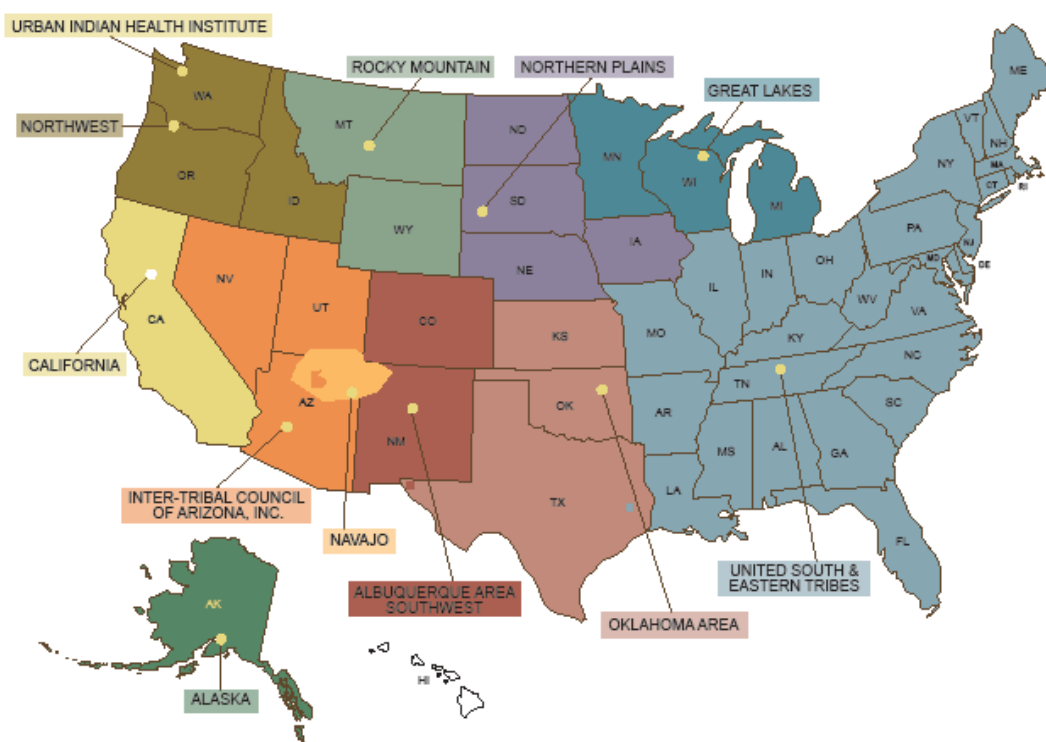 URBAN INDIAN HEALTH INSTITUTE
ROCKY MOUNTAIN
NORTHERN PLAINS
GREAT LAKES
NORTHWEST
WA
OR
ID
MT
WY
ND
SD
NE
IA
MN
WI
MI
ME
VT
NH
MA
CT
RI
NY
PA
NJ
DE
MD
OH
IN
IL
WV
VA
KY
MO
NC
TN
SC
AR
MS
AL
GA
LA
FL
CA
NV
UT
CO
KS
AZ
NM
OK
TX
CALIFORNIA
INTER-TRIBAL COUNCIL
OF ARIZONA, INC.
NAVAJO
ALBUQUERQUE AREA
SOUTHWEST
OKLAHOMA AREA
UNITED SOUTH &
EASTERN TRIBES
AK
ALASKA
HI